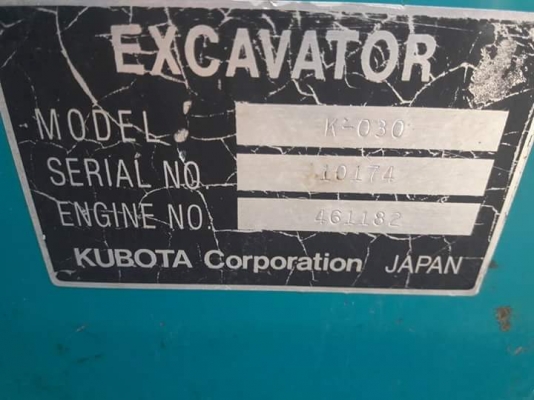 EXCAVATOR
MODEL K-030
SERIAL NO 10174
ENGINE NO. 461182
KUBOTA Corporation JAPAN